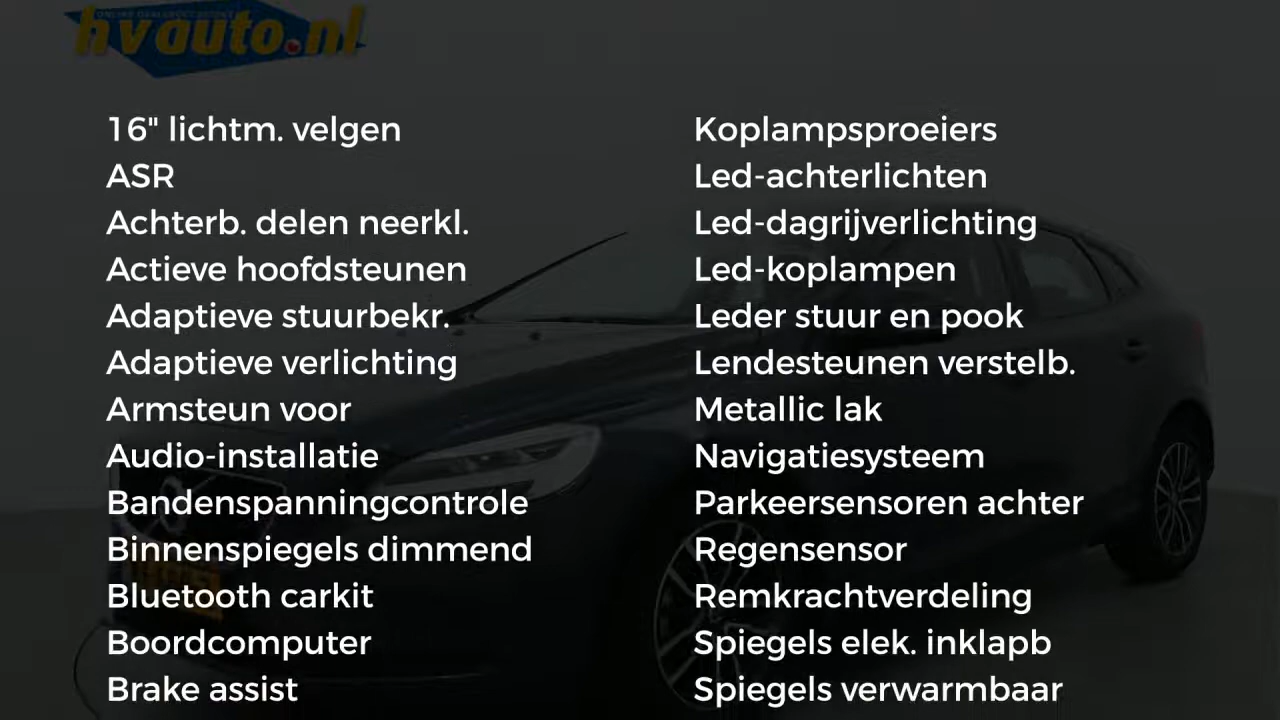 hvauto.nl
16" lichtm. velgen
ASR
Achterb. delen neerkl.
Actieve hoofdsteunen
Adaptieve stuurbekr.
Adaptieve verlichting
Armsteun voor
Audio-installatie
Bandenspanningcontrole
Binnenspiegels dimmend
Bluetooth carkit
Boordcomputer
Brake assist
Koplampsproeiers
Led-achterlichten
Led-dagrijverlichting
Led-koplampen
Leder stuur en pook
Lendesteunen verstelb.
Metallic lak
Navigatiesysteem
Parkeersensoren achter
Regensensor
Remkrachtverdeling
Spiegels elek. inklapb
Spiegels verwarmbaar